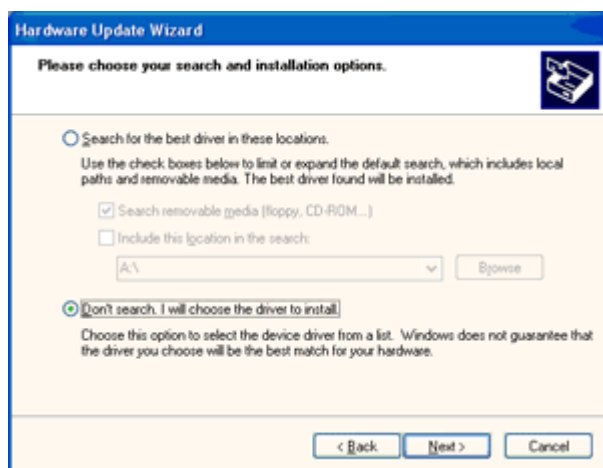 Hardware Update Wizard
Please choose your search and installation options.
Search for the best driver in these locations.
Use the check boxes below to limit or expand the default search, which includes local
paths and removable media. The best driver found will be installed.
Search removable media (floppy, CD-ROM...)
Include this location in the search:
A:\
Browse
Don't search. I will choose the driver to install.
Choose this option to select the device driver from a list. Windows does not guarantee that
the driver you choose will be the best match for your hardware.
< Back Next > Cancel